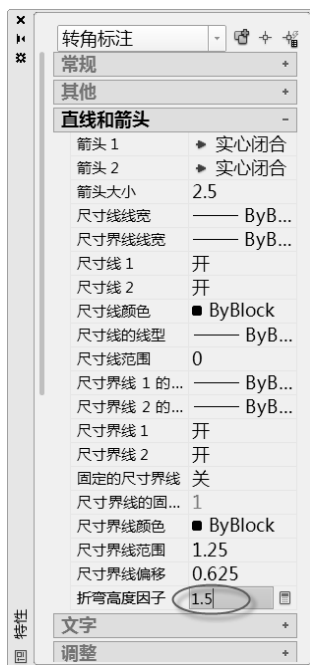 转角标注
常规 +
其他 +
直线和箭头 -
箭头 1 实心闭合
箭头 2 实心闭合
箭头大小 2.5
尺寸线线宽 ByB...
尺寸界线线宽 ByB...
尺寸线 1 开
尺寸线 2 开
尺寸线颜色 ByBlock
尺寸线的线型 ByB...
尺寸线范围 0
尺寸界线 1 的... ByB...
尺寸界线 2 的... ByB...
尺寸界线 1 开
尺寸界线 2 开
固定的尺寸界线 关
尺寸界线的固... 1
尺寸界线颜色 ByBlock
尺寸界线范围 1.25
尺寸界线偏移 0.625
折弯高度因子 1.5
文字 +
调整 +
特性